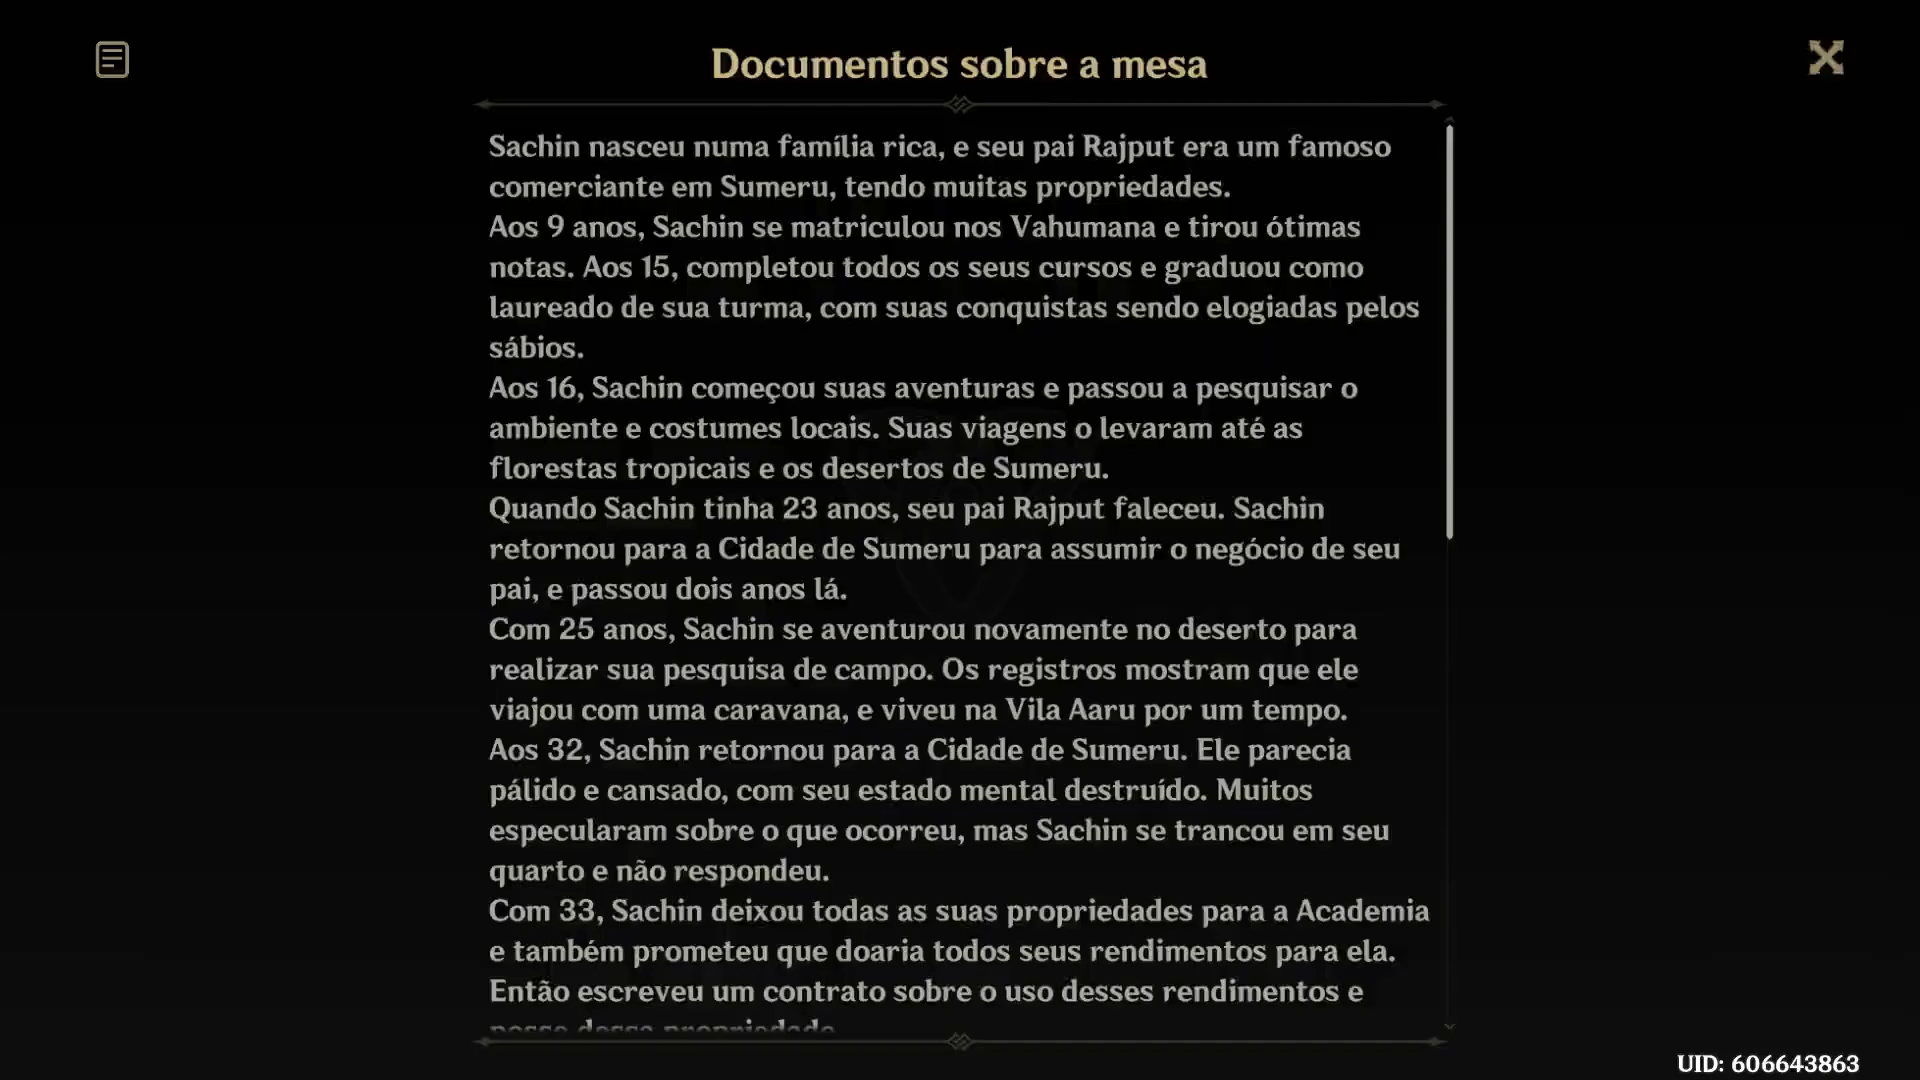 Documentos sobre a mesa
Sachin nasceu numa família rica, e seu pai Rajput era um famoso
comerciante em Sumeru, tendo muitas propriedades.
Aos 9 anos, Sachin se matriculou nos Vahumana e tirou ótimas
notas. Aos 15, completou todos os seus cursos e graduou como
laureado de sua turma, com suas conquistas sendo elogiadas pelos
sábios.
Aos 16, Sachin começou suas aventuras e passou a pesquisar o
ambiente e costumes locais. Suas viagens o levaram até as
florestas tropicais e os desertos de Sumeru.
Quando Sachin tinha 23 anos, seu pai Rajput faleceu. Sachin
retornou para a Cidade de Sumeru para assumir o negócio de seu
pai, e passou dois anos lá.
Com 25 anos, Sachin se aventurou novamente no deserto para
realizar sua pesquisa de campo. Os registros mostram que ele
viajou com uma caravana, e viveu na Vila Aaru por um tempo.
Aos 32, Sachin retornou para a Cidade de Sumeru. Ele parecia
pálido e cansado, com seu estado mental destruído. Muitos
especularam sobre o que ocorreu, mas Sachin se trancou em seu
quarto e não respondeu.
Com 33, Sachin deixou todas as suas propriedades para a Academia
e também prometeu que doaria todos seus rendimentos para ela.
Então escreveu um contrato sobre o uso desses rendimentos e
posse dessa propriedade.
UID: 606643863